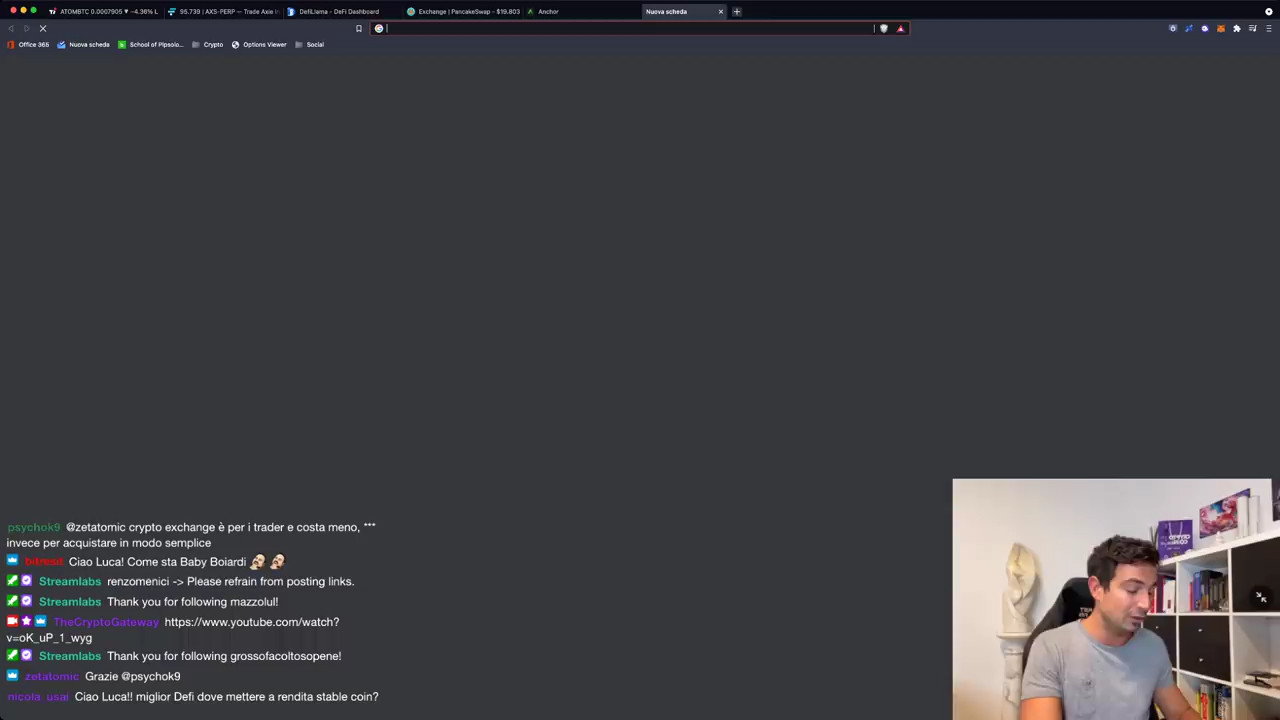 ATOMBTC 0.0007905 ▼ -4.36% L
95.739 | AXS-PERP — Trade Axie I
DefiLlama - DeFi Dashboard
Exchange | PancakeSwap - $19.803
Anchor
Nuova scheda
Office 365
Nuova scheda
School of Pipsolo...
Crypto
Options Viewer
Social
psychok9 @zetatomic crypto exchange è per i trader e costa meno, ***
invece per acquistare in modo semplice
Ciao Luca! Come sta Baby Boiardi
Streamlabs renzomenici -> Please refrain from posting links.
Streamlabs Thank you for following mazzolul!
TheCryptoGateway https://www.youtube.com/watch?
v=oK_uP_1_wyg
Streamlabs Thank you for following grossofacoltosopene!
zetatomic Grazie @psychok9
nicola_usai Ciao Luca!! miglior Defi dove mettere a rendita stable coin?